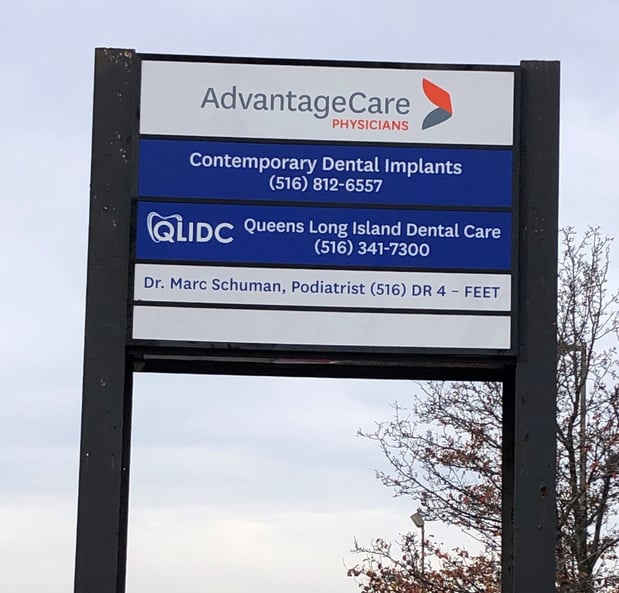 AdvantageCare
PHYSICIANS
Contemporary Dental Implants
(516) 812-6557
QLIDC Queens Long Island Dental Care
(516) 341-7300
Dr. Marc Schuman, Podiatrist (516) DR 4 – FEET